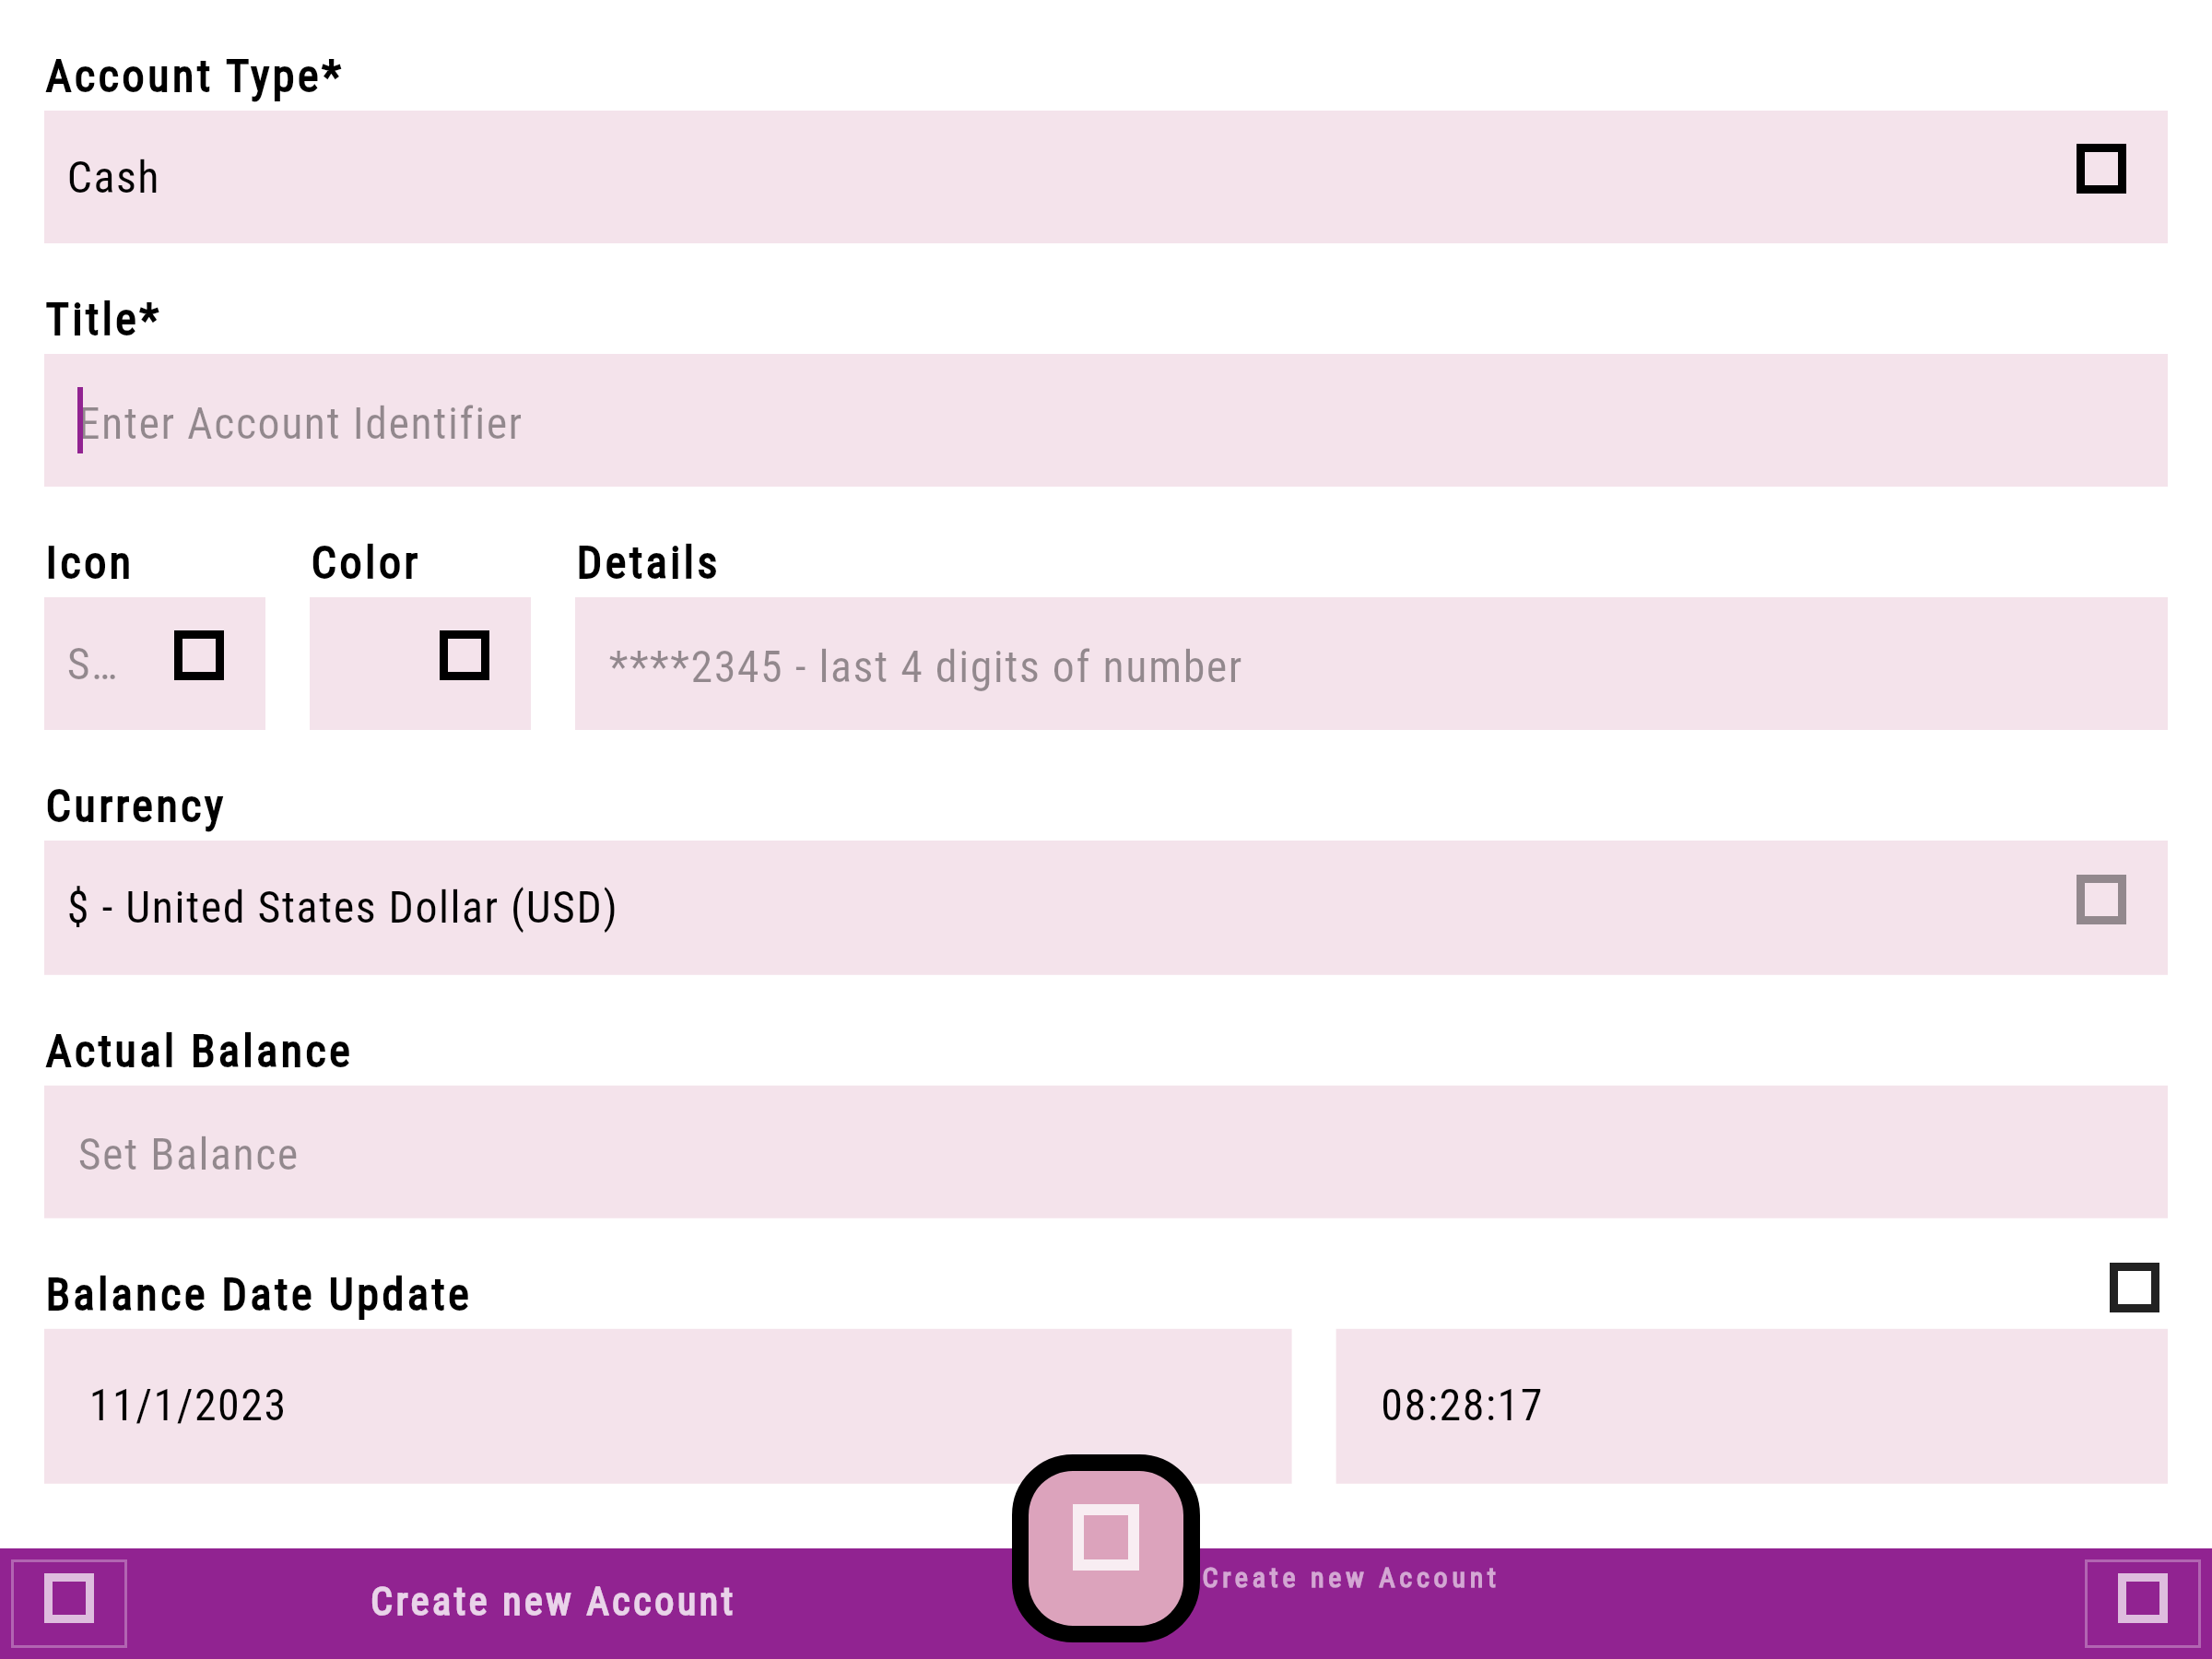 Account Type*
Cash
Title*
Enter Account Identifier
Icon Color Details
S… ****2345 - last 4 digits of number
Currency
$ - United States Dollar (USD)
Actual Balance
Set Balance
Balance Date Update
11/1/2023 08:28:17
Create new Account Create new Account